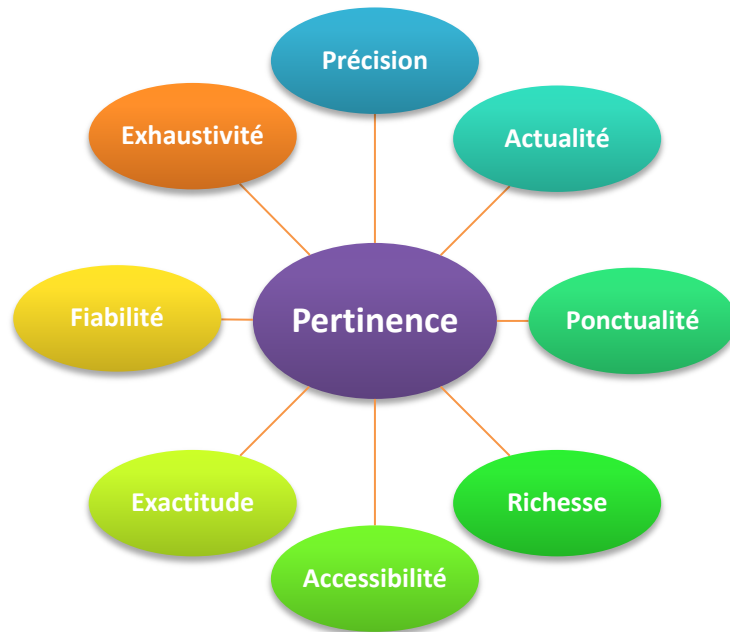 Précision
Exhaustivité
Actualité
Fiabilité
Pertinence
Ponctualité
Exactitude
Richesse
Accessibilité